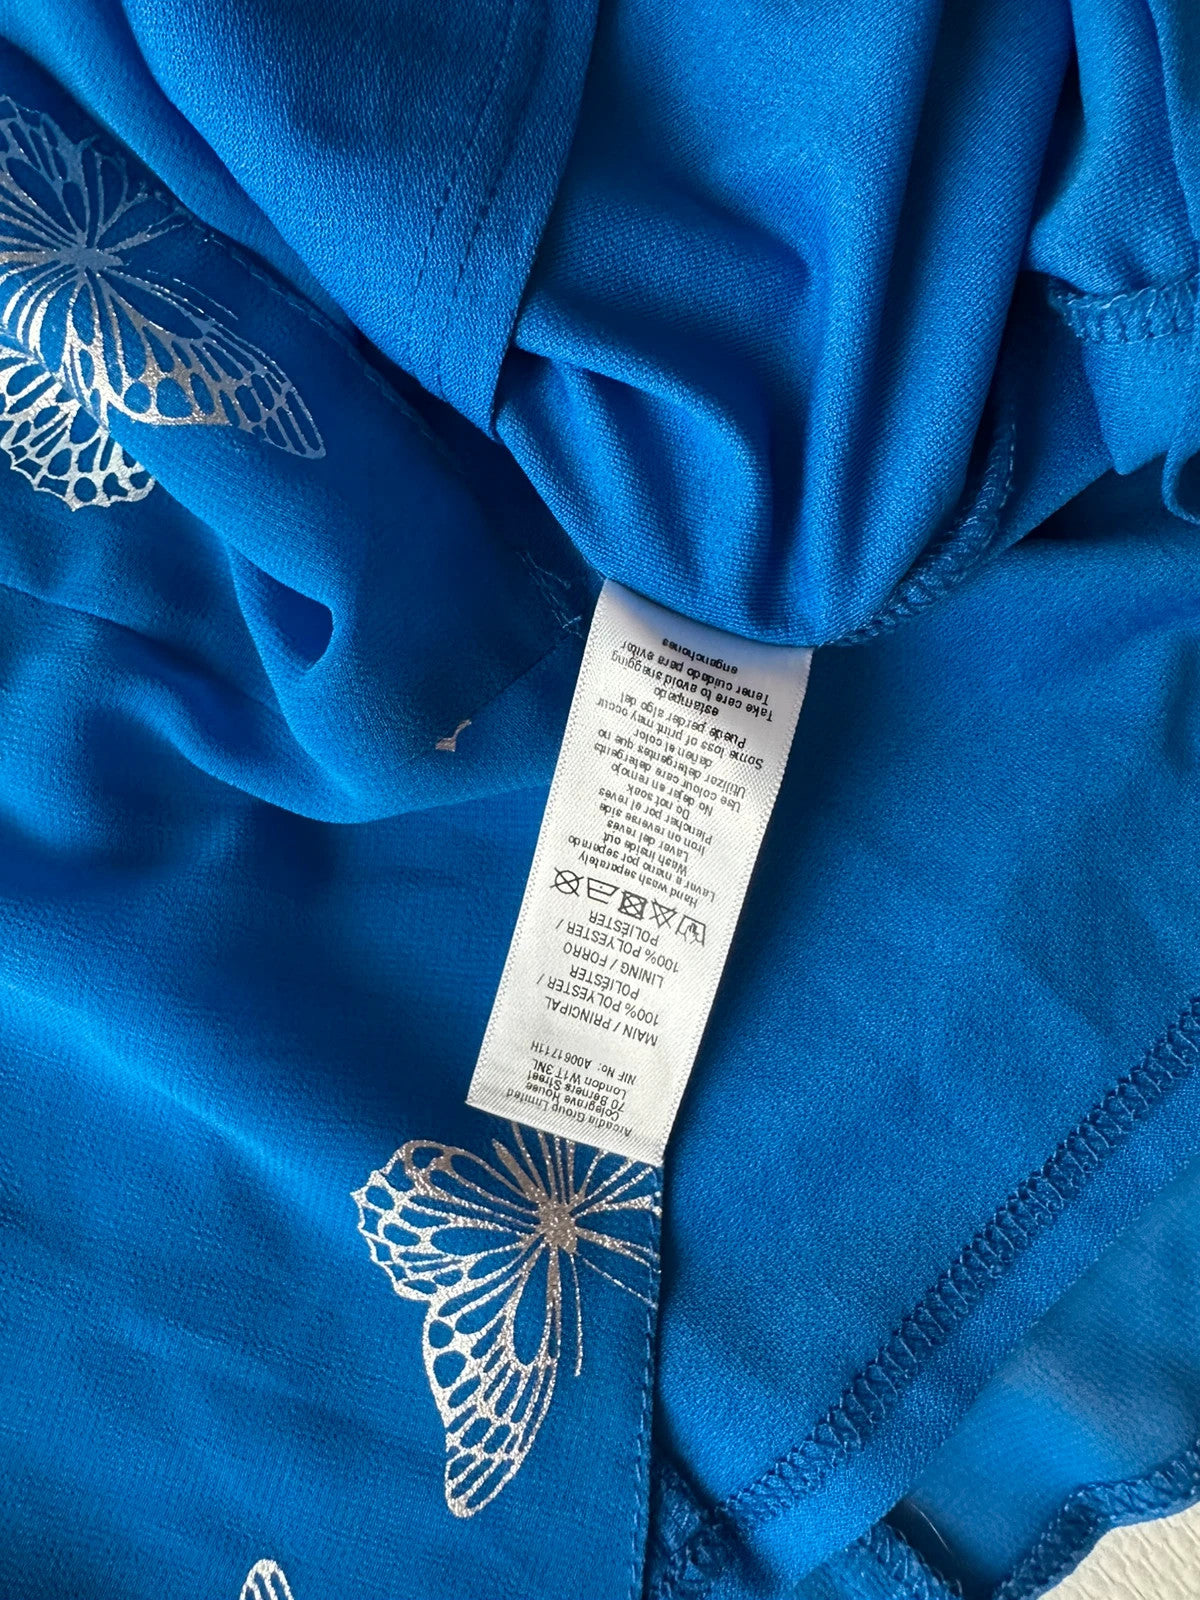 Arcadia Group Limited
Colegrave House
70 Berners Street
London W1T 3NL
NIF No: A0061711H
MAIN / PRINCIPAL
100% POLYESTER /
POLIÉSTER
LINING / FORRO
100% POLYESTER /
POLIÉSTER
Hand wash separately
Lavar a mano por separado
Wash inside out
Lavar del reves
Iron on reverse side
Planchar por el reves
Do not soak
No dejar en remojo
Use colour care detergents
Utilizar detergentes que no
dañen el color
Some loss of print may occur
Puede perder algo del
estampado
Take care to avoid snagging
Tener cuidado para evitar
enganchones